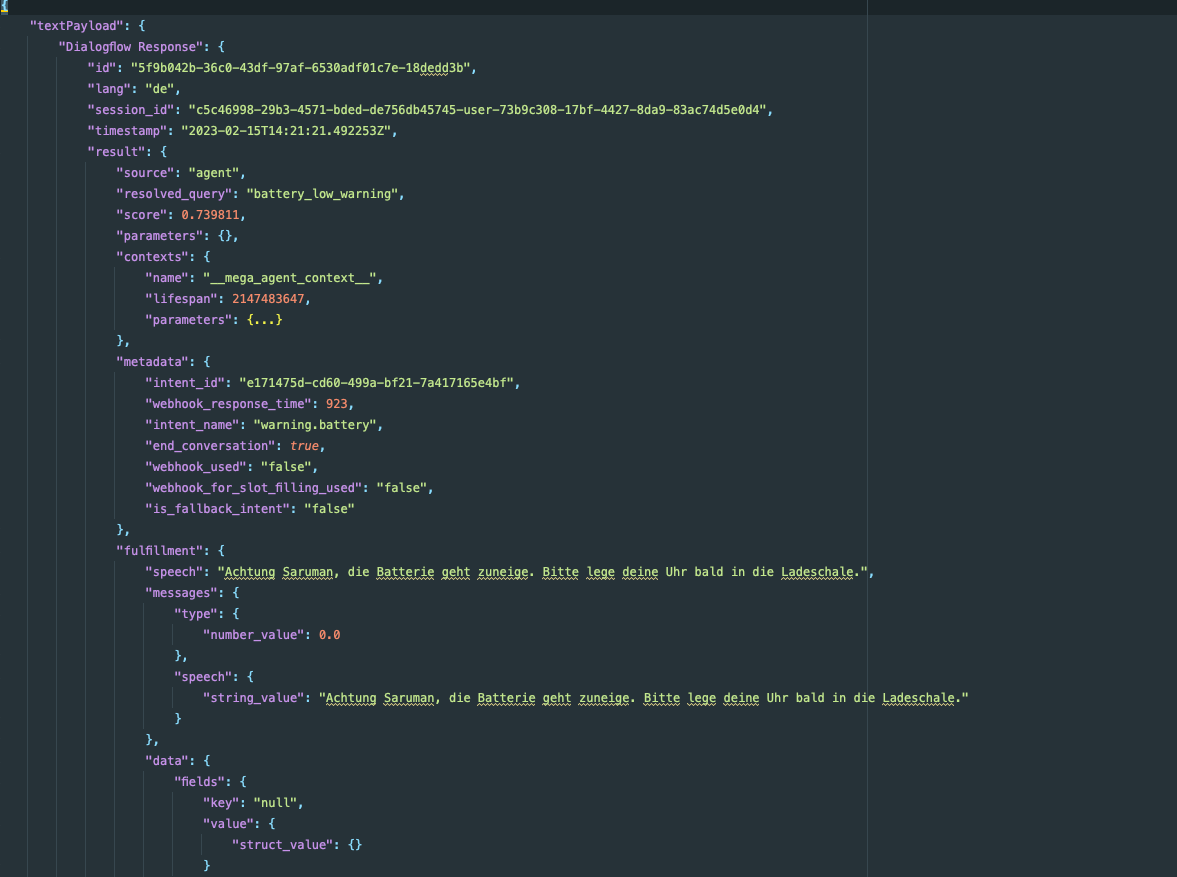 {
"textPayload": {
"Dialogflow Response": {
"id": "5f9b042b-36c0-43df-97af-6530adf01c7e-18dedd3b",
"lang": "de",
"session_id": "c5c46998-29b3-4571-bded-de756db45745-user-73b9c308-17bf-4427-8da9-83ac74d5e0d4",
"timestamp": "2023-02-15T14:21:21.492253Z",
"result": {
"source": "agent",
"resolved_query": "battery_low_warning",
"score": 0.739811,
"parameters": {},
"contexts": {
"name": "__mega_agent_context__",
"lifespan": 2147483647,
"parameters": {...}
},
"metadata": {
"intent_id": "e171475d-cd60-499a-bf21-7a417165e4bf",
"webhook_response_time": 923,
"intent_name": "warning.battery",
"end_conversation": true,
"webhook_used": "false",
"webhook_for_slot_filling_used": "false",
"is_fallback_intent": "false"
},
"fulfillment": {
"speech": "Achtung Saruman, die Batterie geht zuneige. Bitte lege deine Uhr bald in die Ladeschale.",
"messages": {
"type": {
"number_value": 0.0
},
"speech": {
"string_value": "Achtung Saruman, die Batterie geht zuneige. Bitte lege deine Uhr bald in die Ladeschale."
}
},
"data": {
"fields": {
"key": "null",
"value": {
"struct_value": {}
}